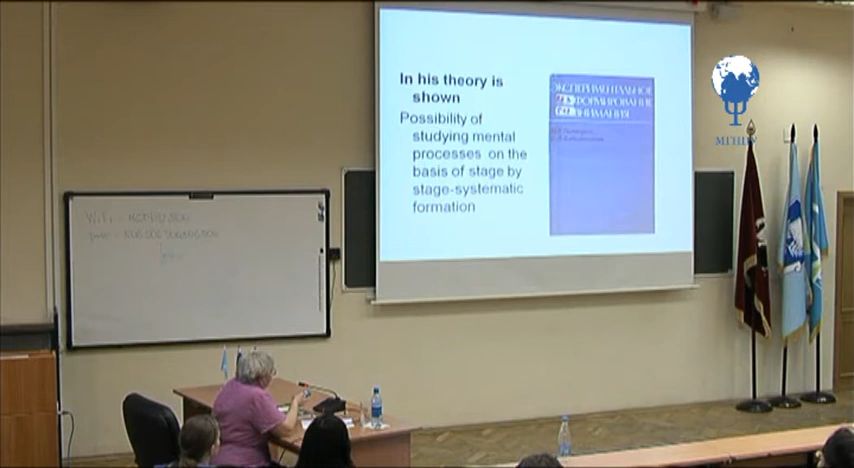 In his theory is
shown
Possibility of
studying mental
processes on the
basis of stage by
stage-systematic
formation
ЭКСПЕРИМЕНТАЛЬНОЕ
ФОРМИРОВАНИЕ
ВНИМАНИЯ
WiFi –